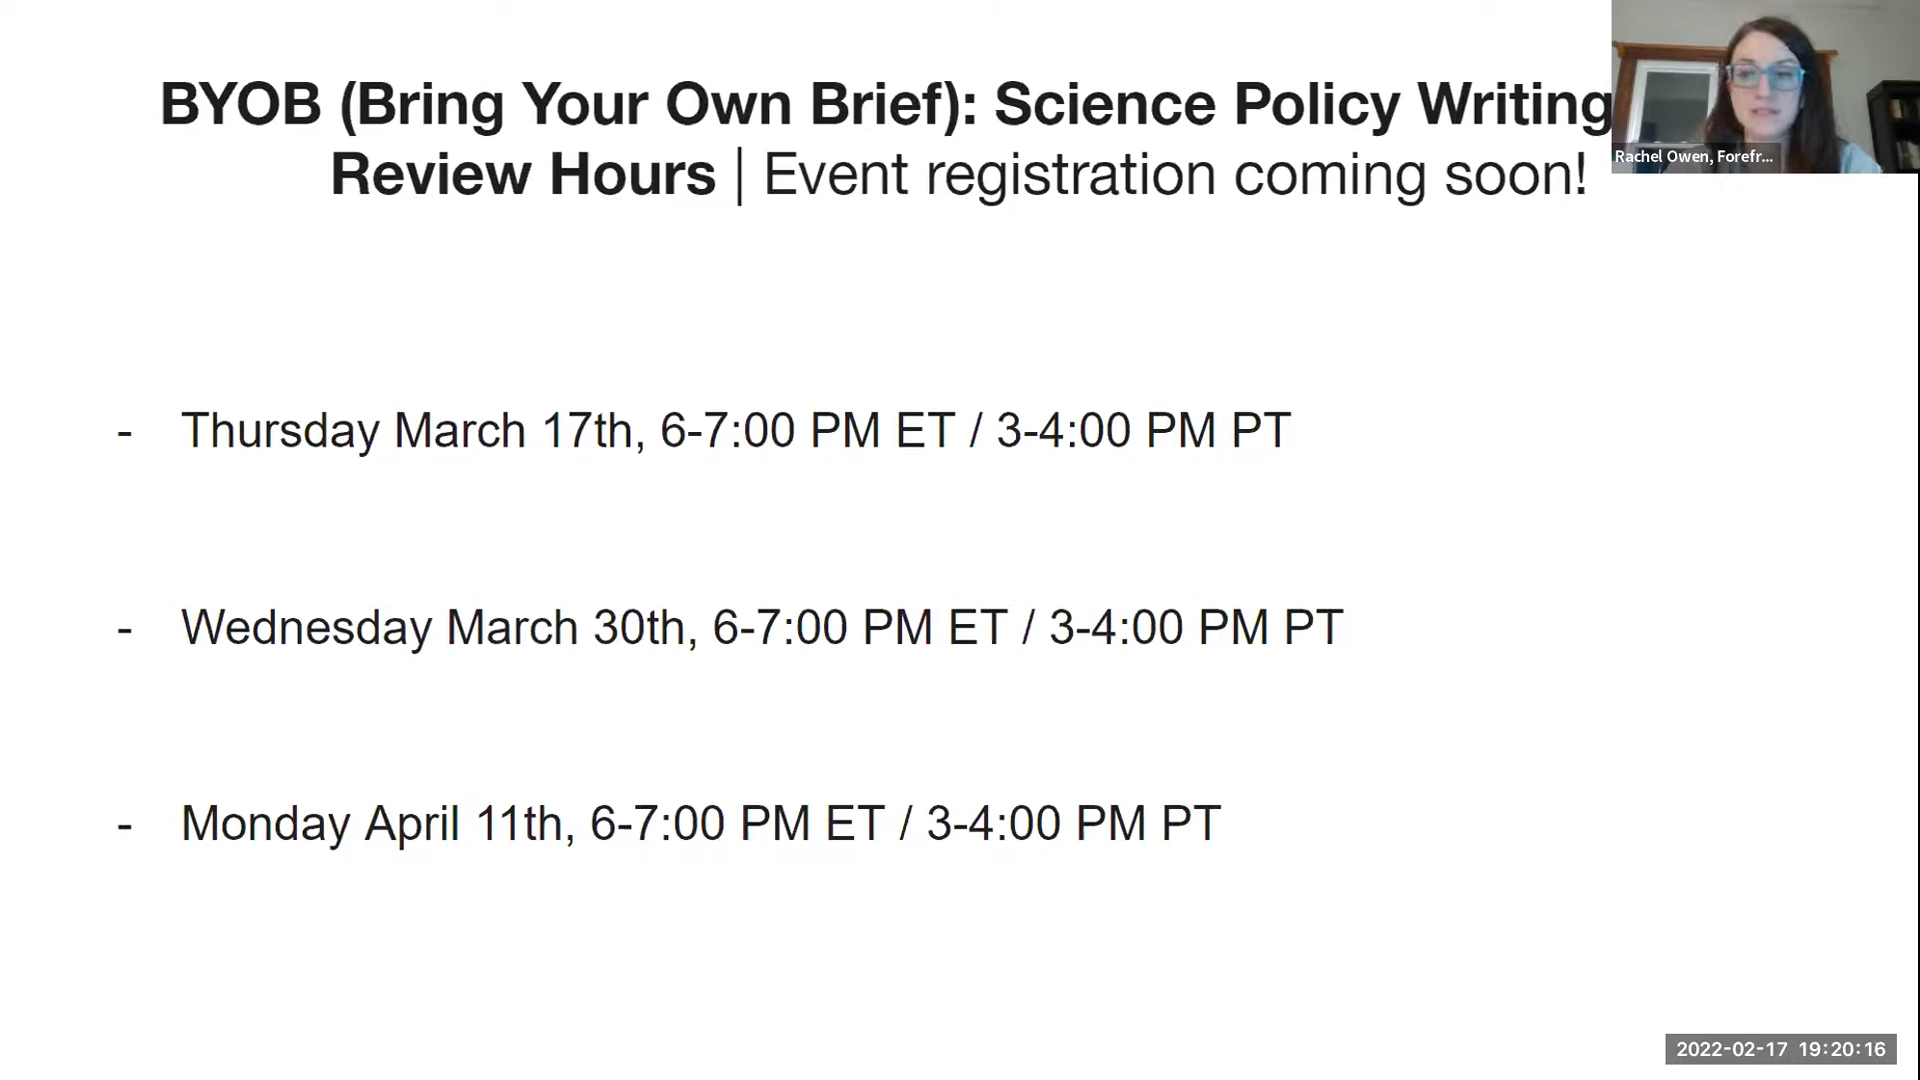 BYOB (Bring Your Own Brief): Science Policy Writing
Review Hours | Event registration coming soon!
Rachel Owen, Forefr...
- Thursday March 17th, 6-7:00 PM ET / 3-4:00 PM PT
- Wednesday March 30th, 6-7:00 PM ET / 3-4:00 PM PT
- Monday April 11th, 6-7:00 PM ET / 3-4:00 PM PT
2022-02-17 19:20:16